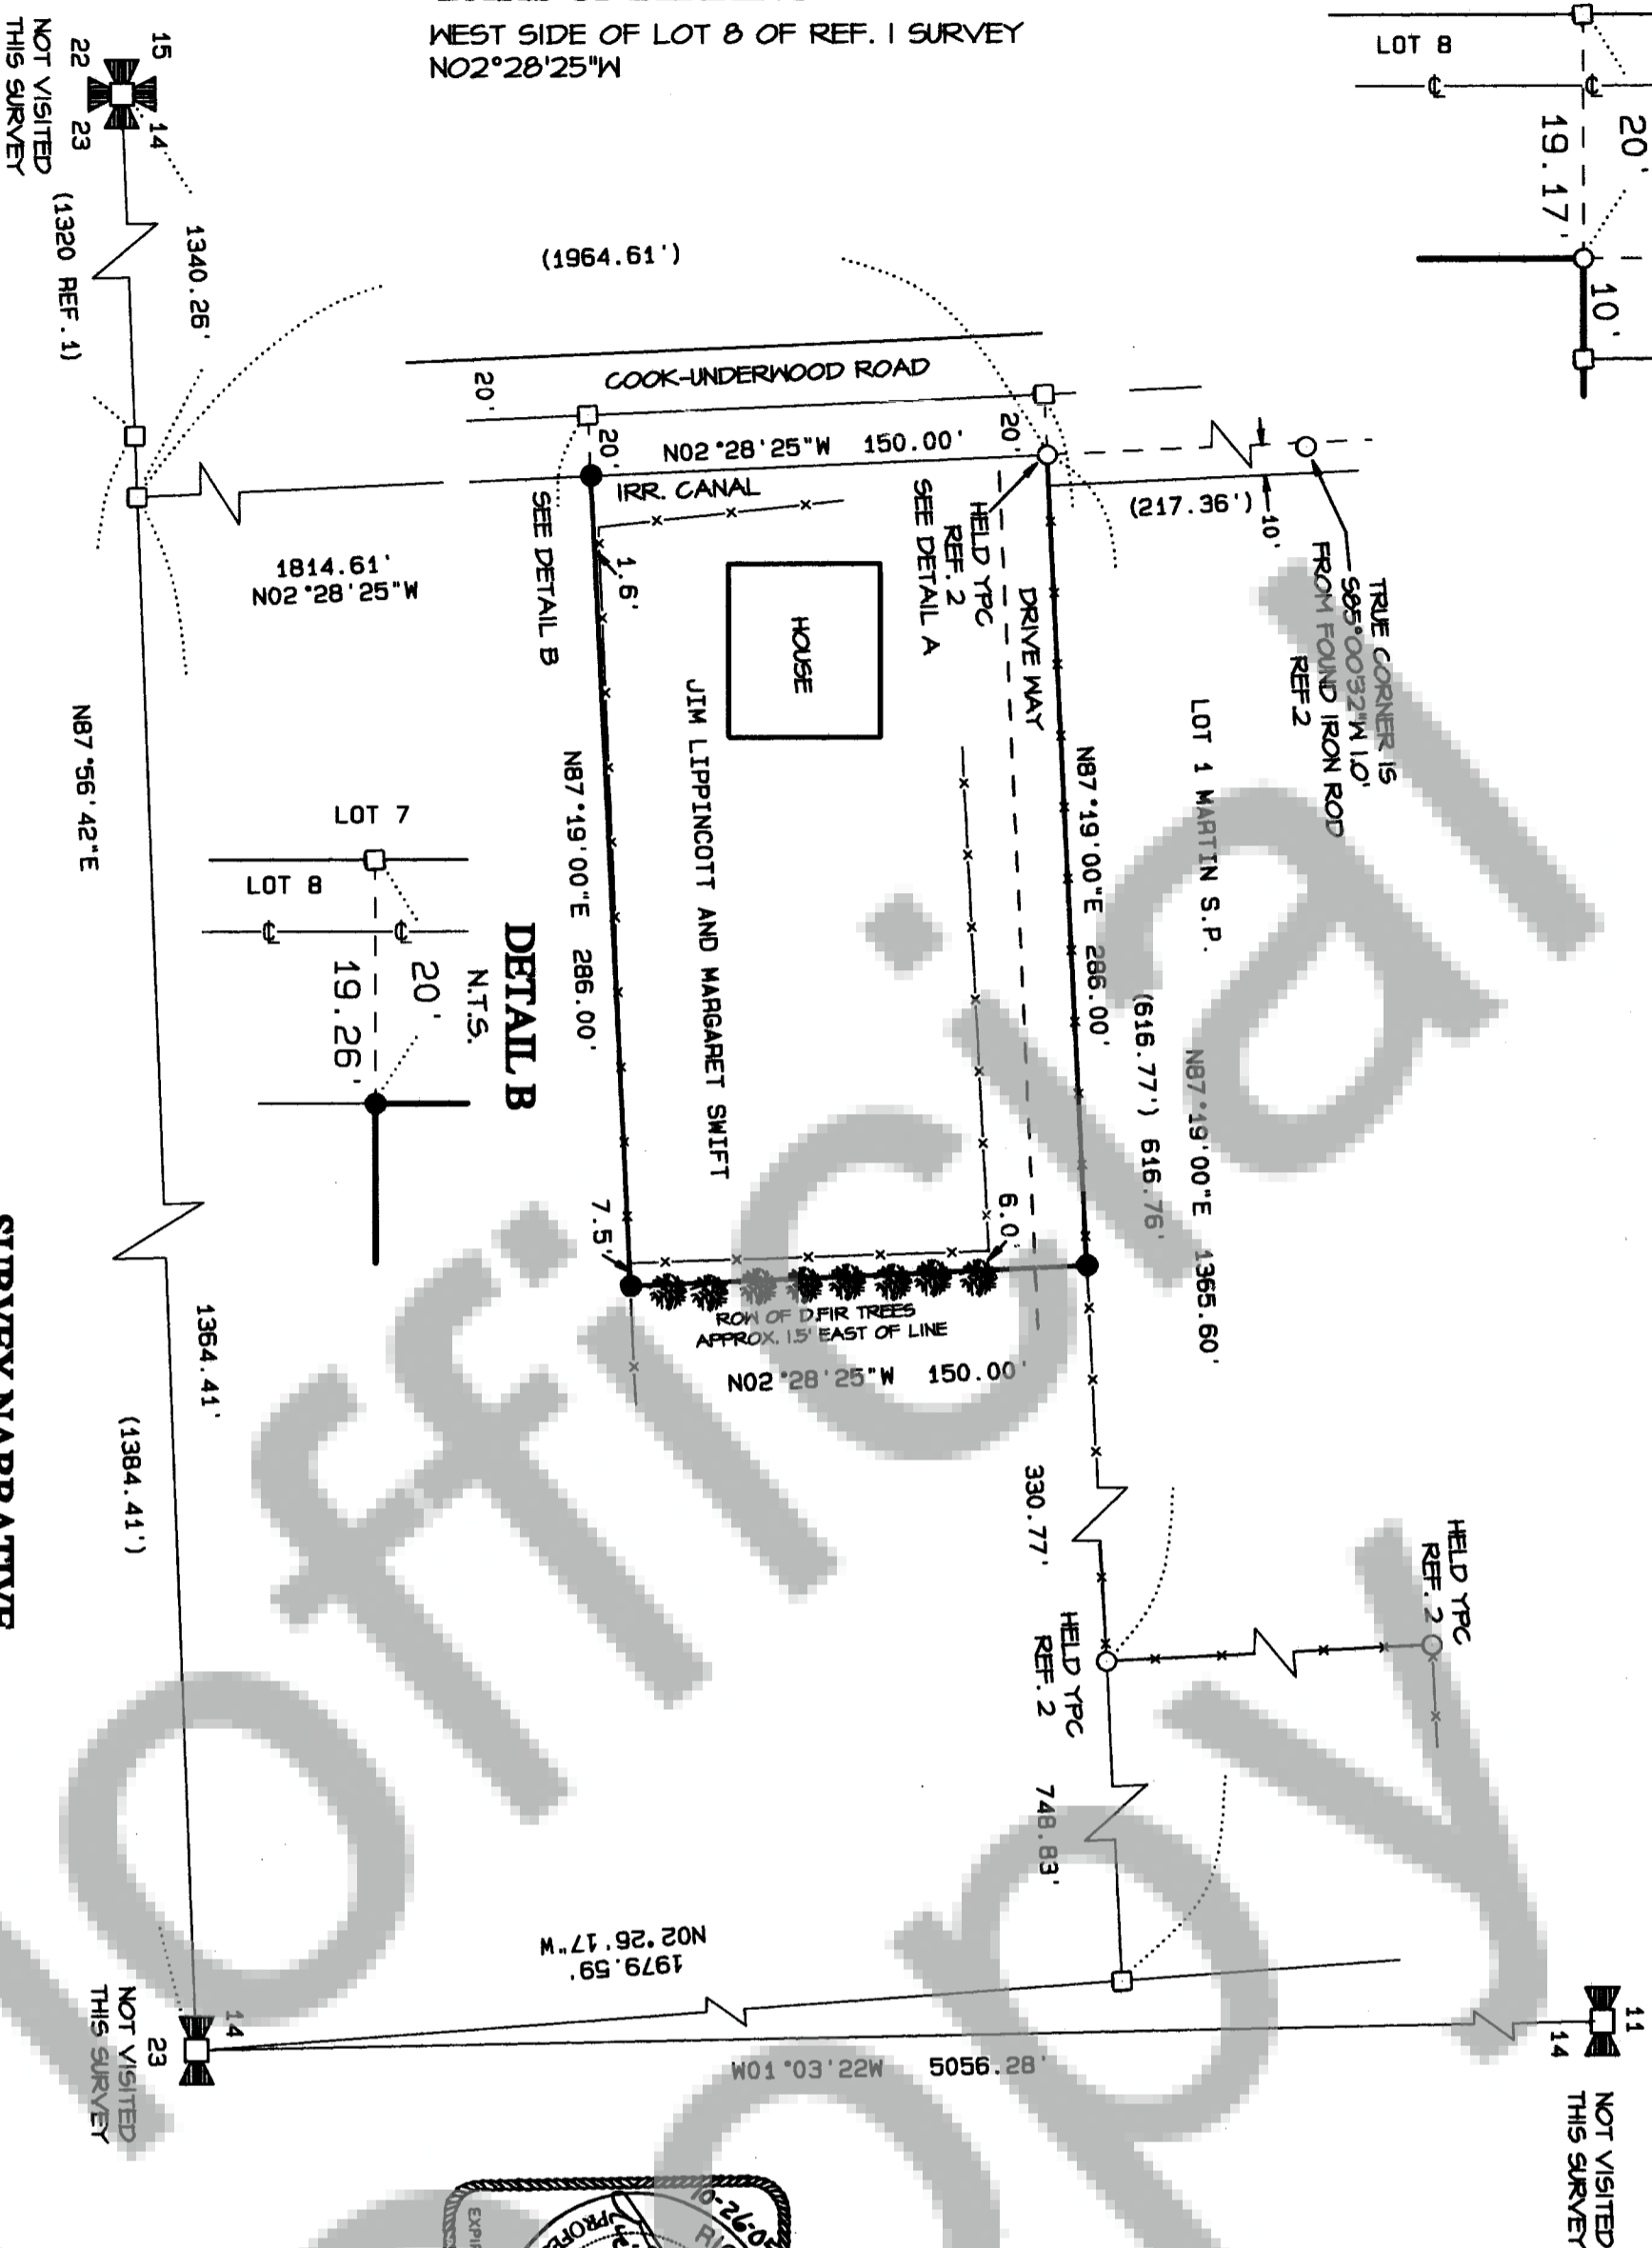 WEST SIDE OF LOT 8 OF REF. 1 SURVEY
N02°28'25"W
LOT 8
20'
19.17'
10'
15
14
22
23
NOT VISITED
THIS SURVEY
1340.26'
(1320 REF.1)
(1964.61')
COOK-UNDERWOOD ROAD
20'
20'
20'
N02°28'25"W 150.00'
IRR. CANAL
(217.36')
10'
HELD YPC
REF. 2
SEE DETAIL A
SEE DETAIL B
1.6'
1814.61'
N02°28'25"W
HOUSE
DRIVE WAY
TRUE CORNER IS
S85°00'32"W 1.0'
FROM FOUND IRON ROD
REF.2
JIM LIPPINCOTT AND MARGARET SWIFT
LOT 1 MARTIN S.P.
N87°19'00"E 286.00'
N87°19'00"E 286.00'
(616.77') 616.76'
N87°19'00"E 1365.60'
N87°56'42"E
LOT 7
LOT 8
20'
19.26'
DETAIL B
N.T.S.
7.5'
6.0'
ROW OF D.FIR TREES
APPROX. 1.5' EAST OF LINE
N02°28'25"W 150.00'
1364.41'
(1384.41')
330.77'
HELD YPC
REF. 2
HELD YPC
REF. 2
748.83'
SURVEY NARRATIVE
1979.59'
N02°26'17"W
W01°03'22W 5056.28'
14
23
NOT VISITED
THIS SURVEY
11
14
NOT VISITED
THIS SURVEY
unofficial
copy